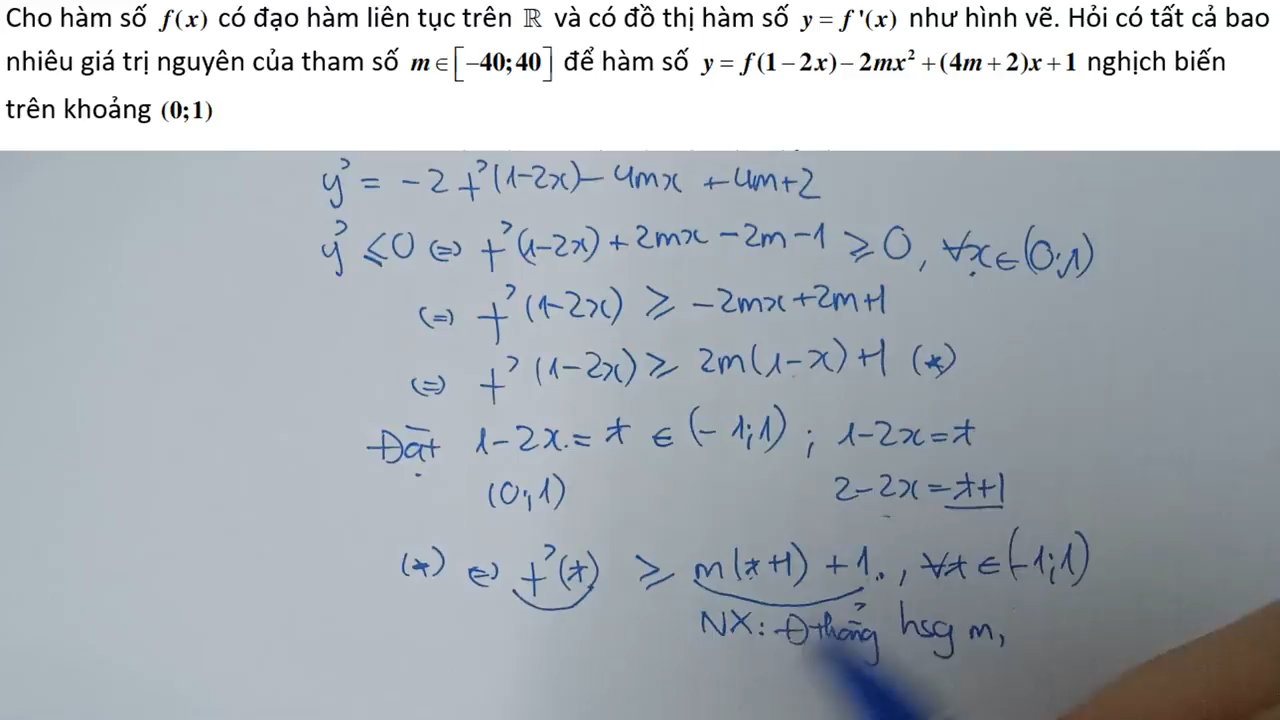 Cho hàm số f(x) có đạo hàm liên tục trên ℝ và có đồ thị hàm số y = f'(x) như hình vẽ. Hỏi có tất cả bao
nhiêu giá trị nguyên của tham số m ∈ [−40;40] để hàm số y = f(1−2x) − 2mx² + (4m+2)x + 1 nghịch biến
trên khoảng (0;1)
y' = -2f'(1-2x) - 4mx + 4m+2
y' ≤ 0 ⇔ f'(1-2x) + 2mx - 2m - 1 ≥ 0, ∀x ∈ (0;1)
⇔ f'(1-2x) ≥ -2mx+2m+1
⇔ f'(1-2x) ≥ 2m(1-x)+1 (*)
Đặt 1-2x = t ∈ (-1;1) ; 1-2x = t
(0;1) 2-2x = t+1
(*) ⇔ f'(t) ≥ m(t+1)+1, ∀t ∈ (-1;1)
NX: Đthẳng hsg m,